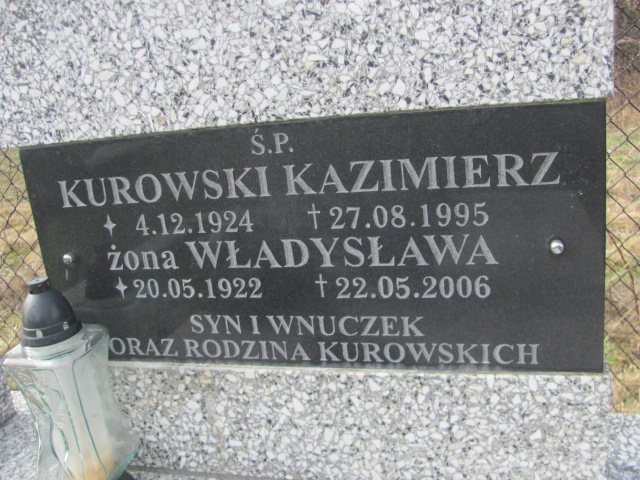 Ś.P.
KUROWSKI KAZIMIERZ
✦ 4.12.1924 † 27.08.1995
żona WŁADYSŁAWA
✦ 20.05.1922 † 22.05.2006
SYN I WNUCZEK
ORAZ RODZINA KUROWSKICH